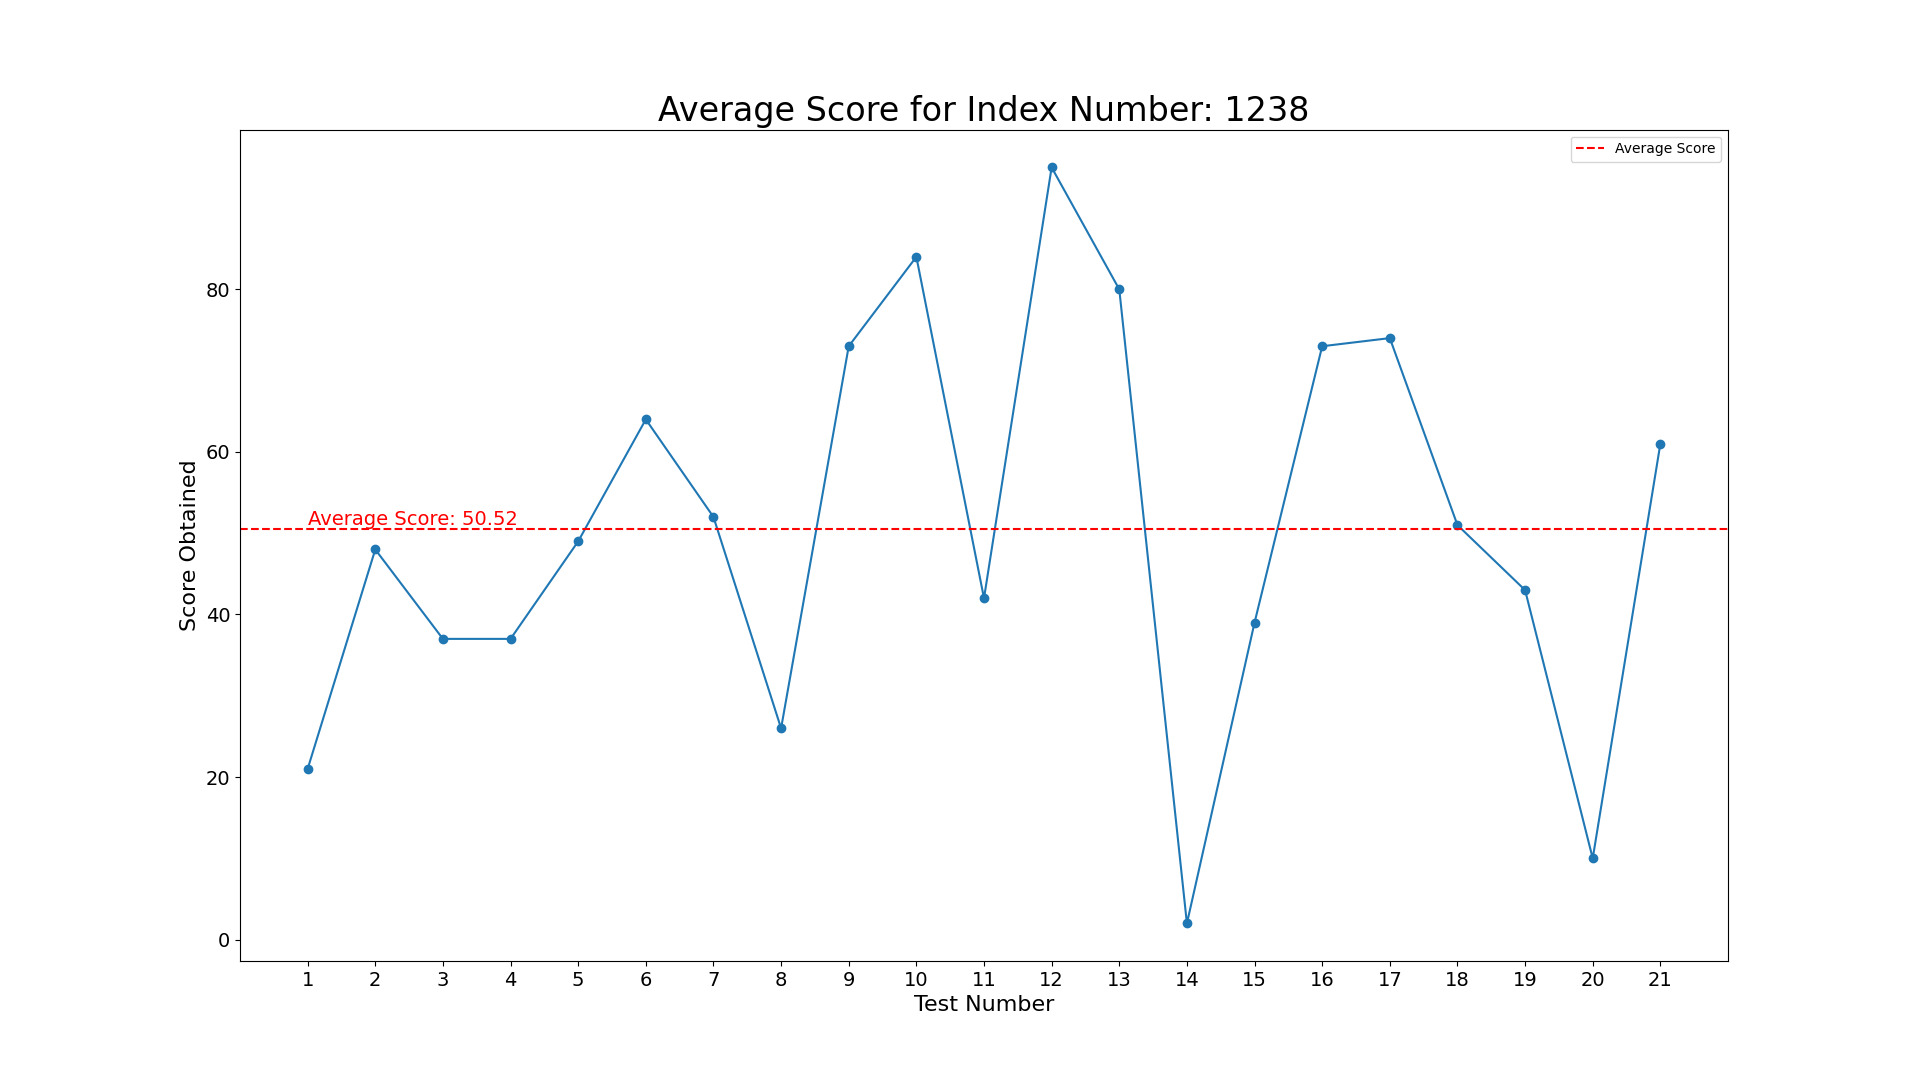 Average Score for Index Number: 1238
Average Score
80
60
40
20
0
Score Obtained
Average Score: 50.52
1 2 3 4 5 6 7 8 9 10 11 12 13 14 15 16 17 18 19 20 21
Test Number